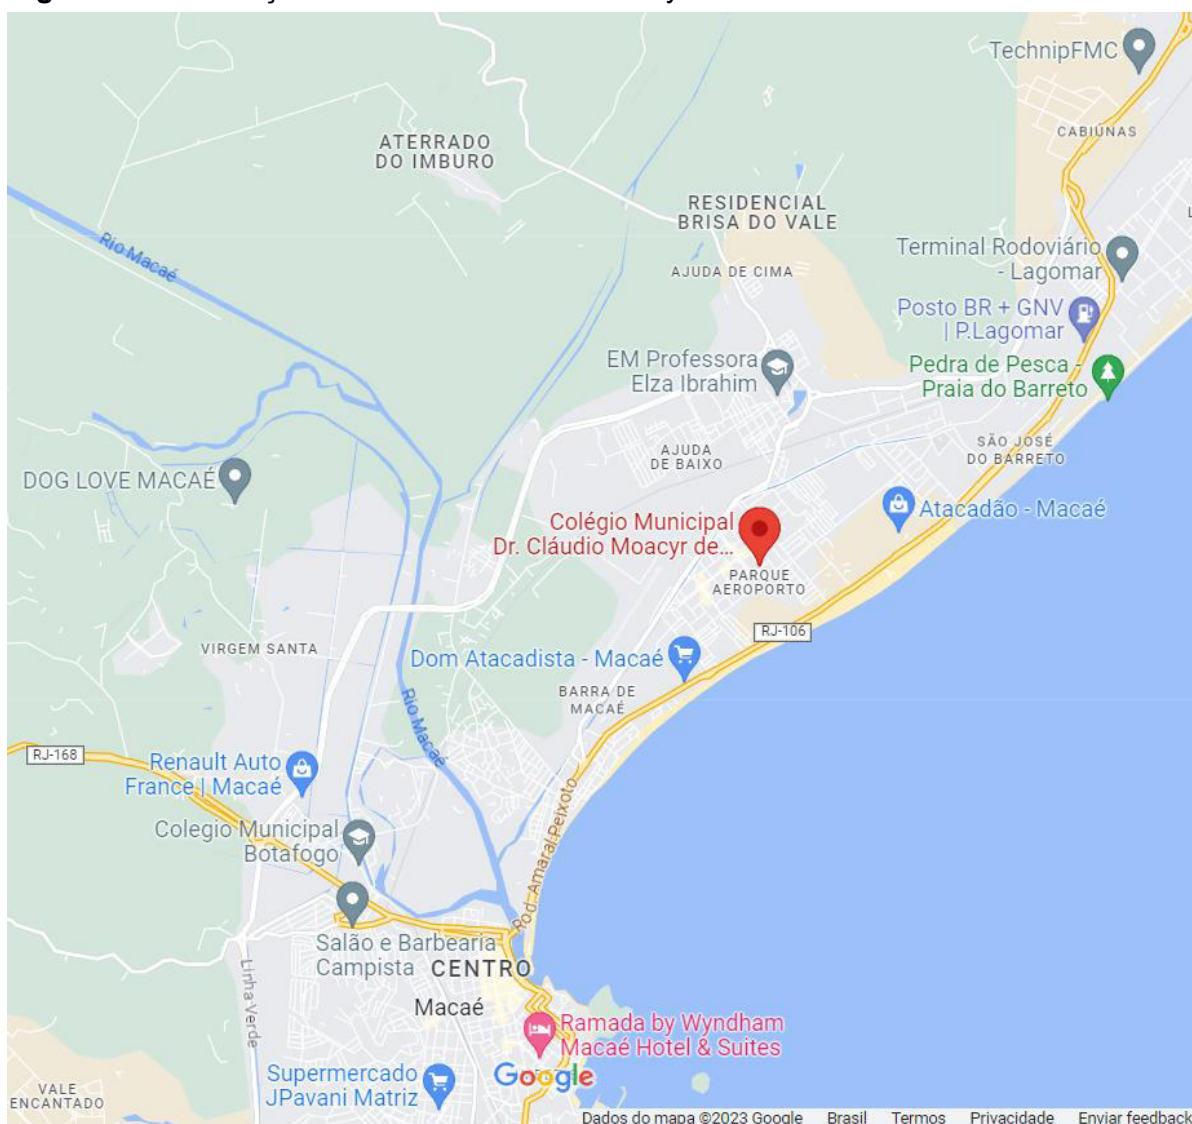 TechnipFMC
CABIÚNAS
ATERRADO
DO IMBURO
RESIDENCIAL
BRISA DO VALE
Rio Macaé
Terminal Rodoviário
- Lagomar
AJUDA DE CIMA
Posto BR + GNV
| P.Lagomar
EM Professora
Elza Ibrahim
Pedra de Pesca -
Praia do Barreto
SÃO JOSÉ
DO BARRETO
AJUDA
DE BAIXO
DOG LOVE MACAÉ
Atacadão - Macaé
Colégio Municipal
Dr. Cláudio Moacyr de...
PARQUE
AEROPORTO
RJ-106
VIRGEM SANTA
Dom Atacadista - Macaé
BARRA DE
MACAÉ
Rio Macaé
RJ-168
Renault Auto
France | Macaé
Rod. Amaral Peixoto
Colegio Municipal
Botafogo
Salão e Barbearia
Campista
CENTRO
Linha Verde
Macaé
Ramada by Wyndham
Macaé Hotel & Suites
Supermercado
JPavani Matriz
Google
VALE
ENCANTADO
Dados do mapa ©2023 Google Brasil Termos Privacidade Enviar feedback